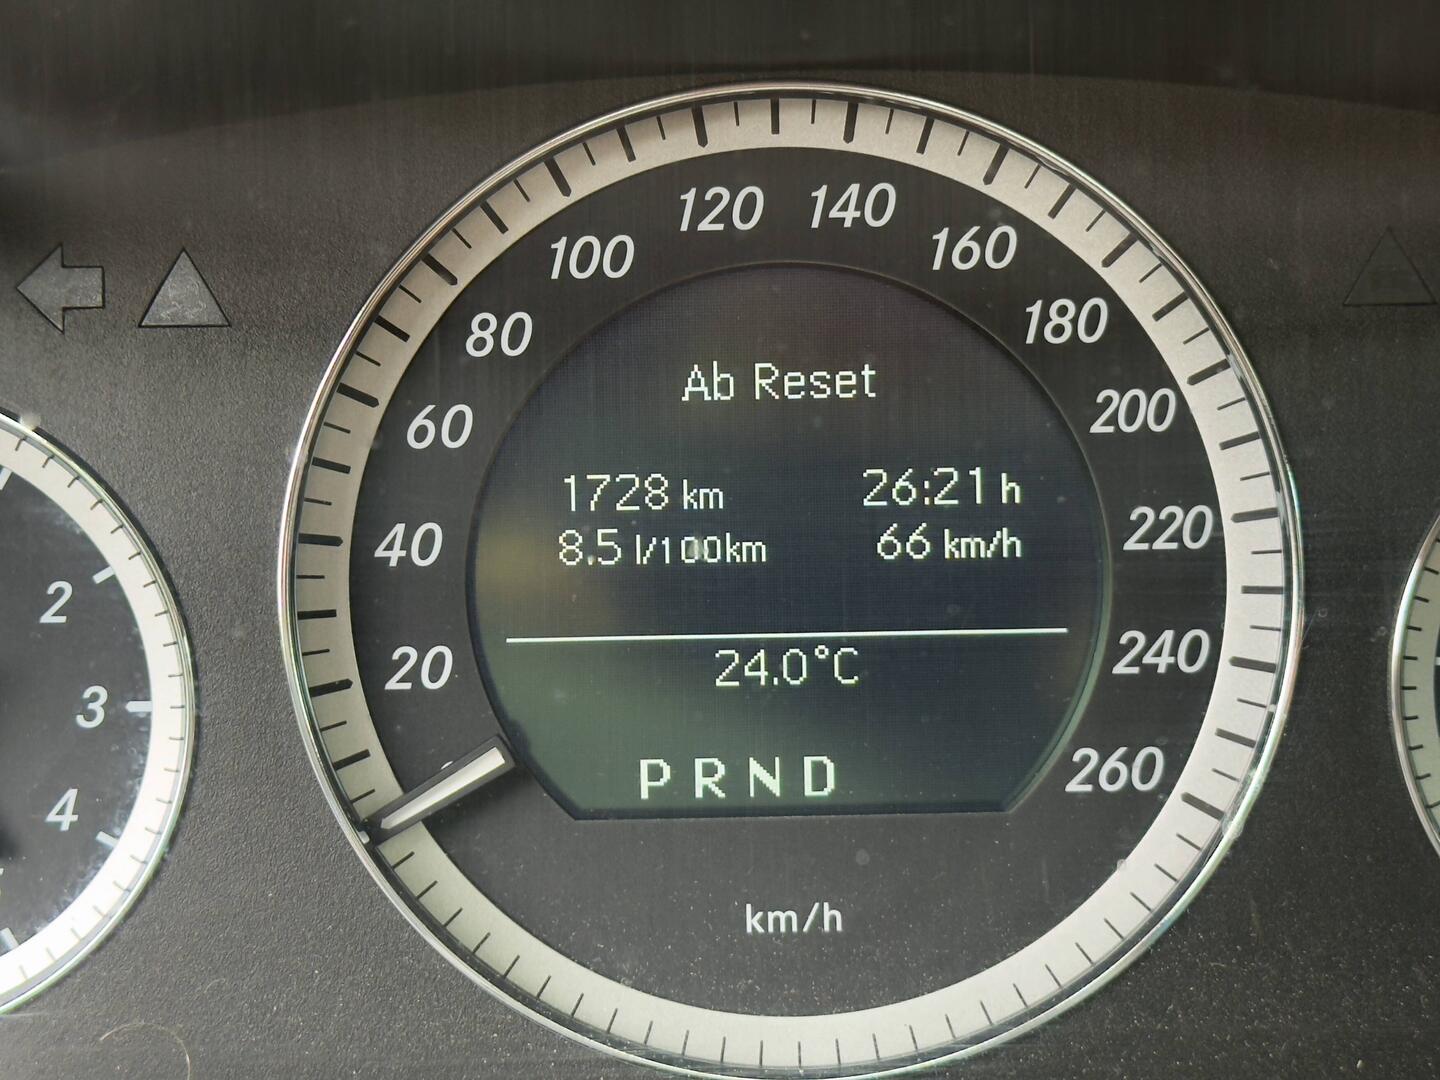 120 140
100 160
80 180
Ab Reset
60 200
1728 km 26:21 h
8.5 l/100km 66 km/h
40 220
2
20 24.0°C 240
3
P R N D 260
4
km/h